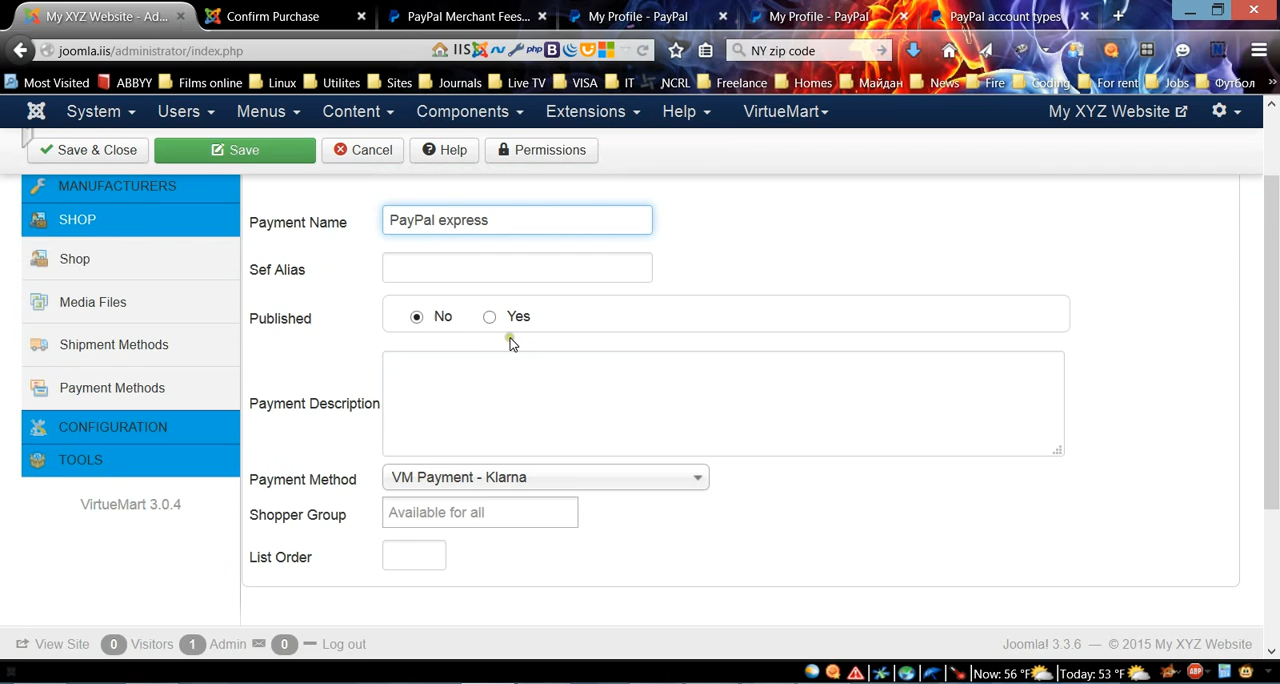 My XYZ Website - Ad...
Confirm Purchase
PayPal Merchant Fees...
My Profile - PayPal
My Profile - PayPal
PayPal account types
joomla.iis/administrator/index.php
IIS
php
B
NY zip code
Most Visited
ABBYY
Films online
Linux
Utilites
Sites
Journals
Live TV
VISA
IT
NCRL
Freelance
Homes
Майдан
News
Fire
Coding
For rent
Jobs
Футбол
System
Users
Menus
Content
Components
Extensions
Help
VirtueMart
My XYZ Website
Save & Close
Save
Cancel
Help
Permissions
MANUFACTURERS
SHOP
Shop
Media Files
Shipment Methods
Payment Methods
CONFIGURATION
TOOLS
VirtueMart 3.0.4
Payment Name
PayPal express
Sef Alias
Published
No
Yes
Payment Description
Payment Method
VM Payment - Klarna
Shopper Group
Available for all
List Order
View Site
0
Visitors
1
Admin
0
Log out
Joomla! 3.3.6 — © 2015 My XYZ Website
ABP
Now: 56 °F
Today: 53 °F